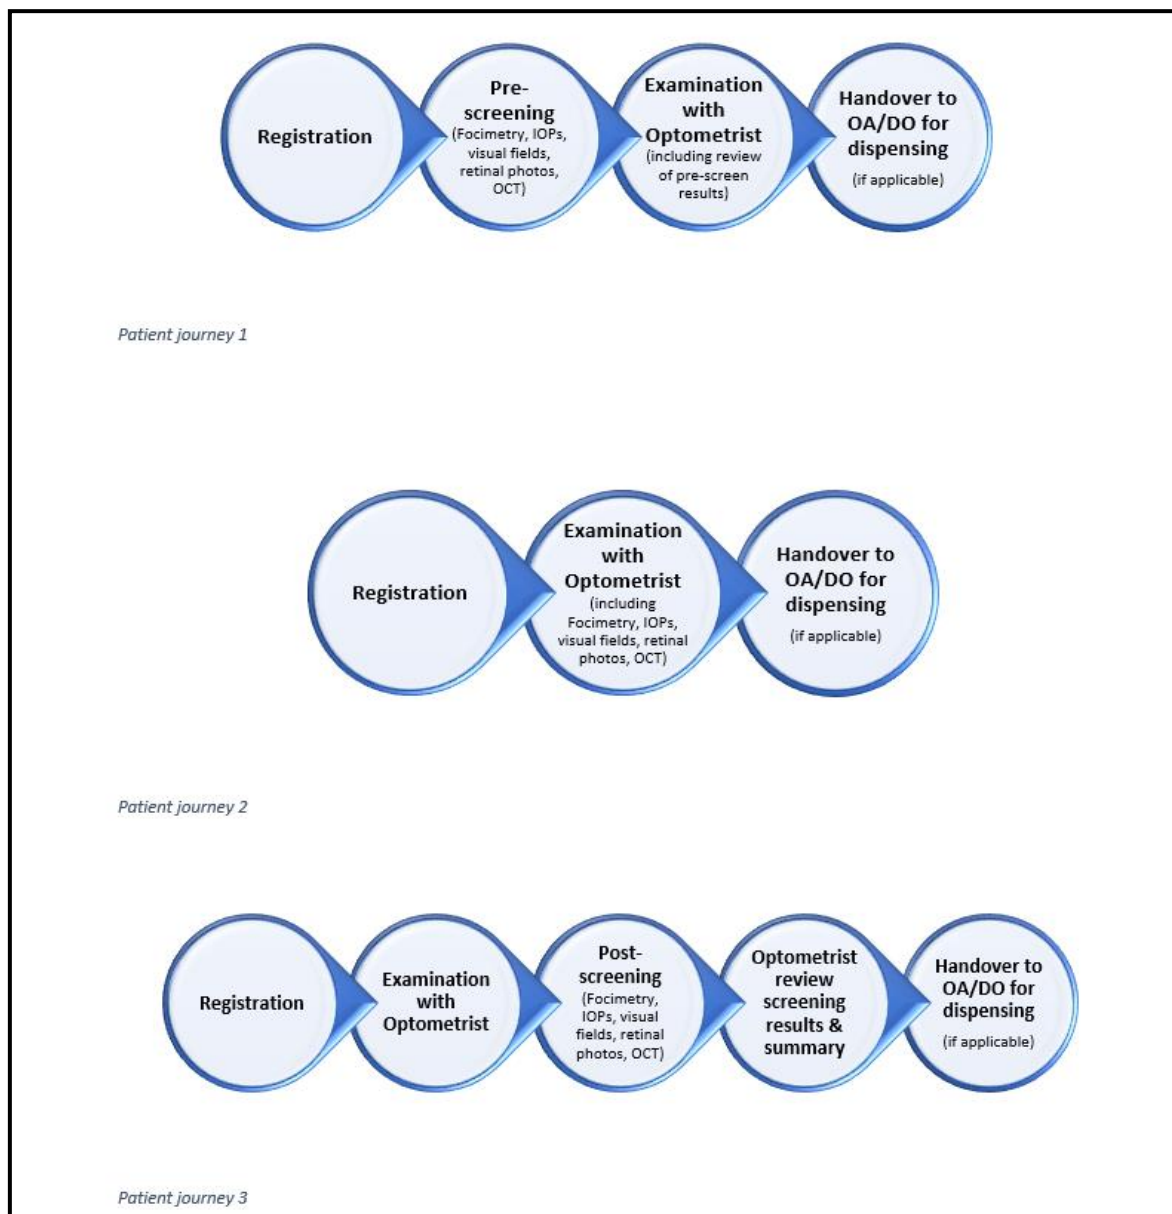 Registration
Pre-
screening
(Focimetry, IOPs,
visual fields,
retinal photos,
OCT)
Examination
with
Optometrist
(including review
of pre-screen
results)
Handover to
OA/DO for
dispensing
(if applicable)
Patient journey 1
Registration
Examination
with
Optometrist
(including
Focimetry, IOPs,
visual fields, retinal
photos, OCT)
Handover to
OA/DO for
dispensing
(if applicable)
Patient journey 2
Registration
Examination
with
Optometrist
Post-
screening
(Focimetry,
IOPs, visual
fields, retinal
photos, OCT)
Optometrist
review
screening
results &
summary
Handover to
OA/DO for
dispensing
(if applicable)
Patient journey 3